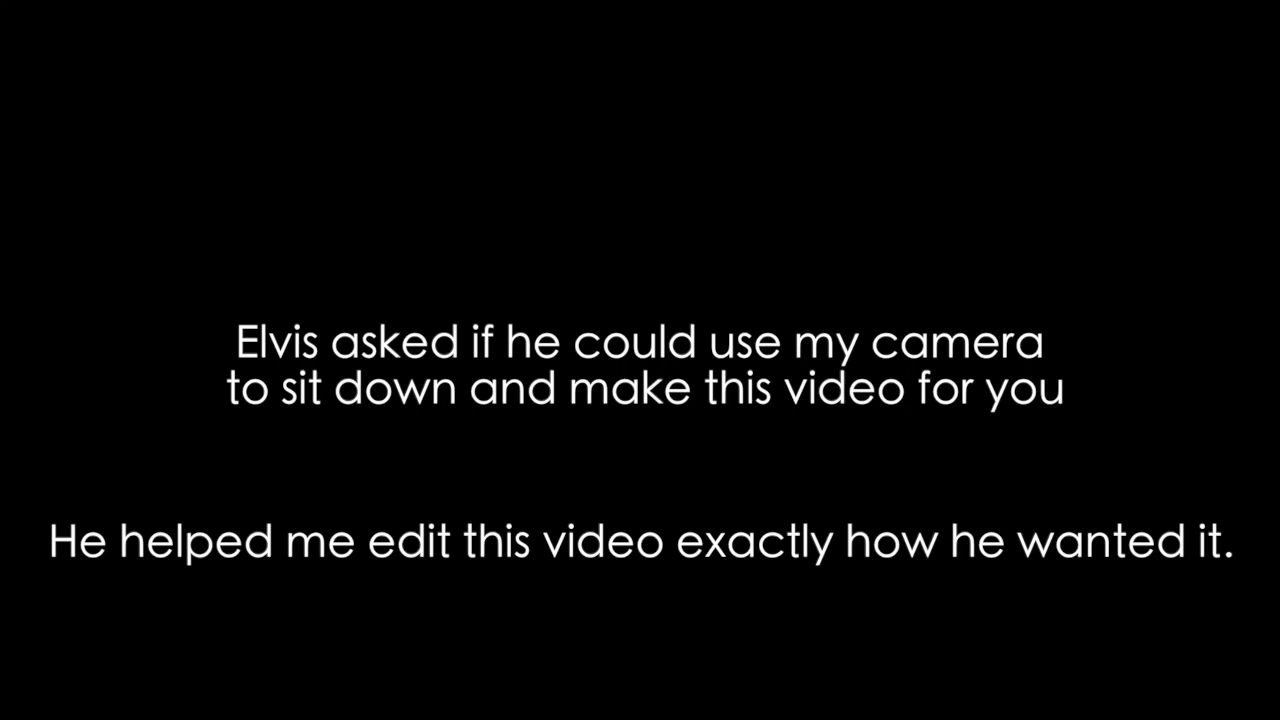 Elvis asked if he could use my camera
to sit down and make this video for you
He helped me edit this video exactly how he wanted it.